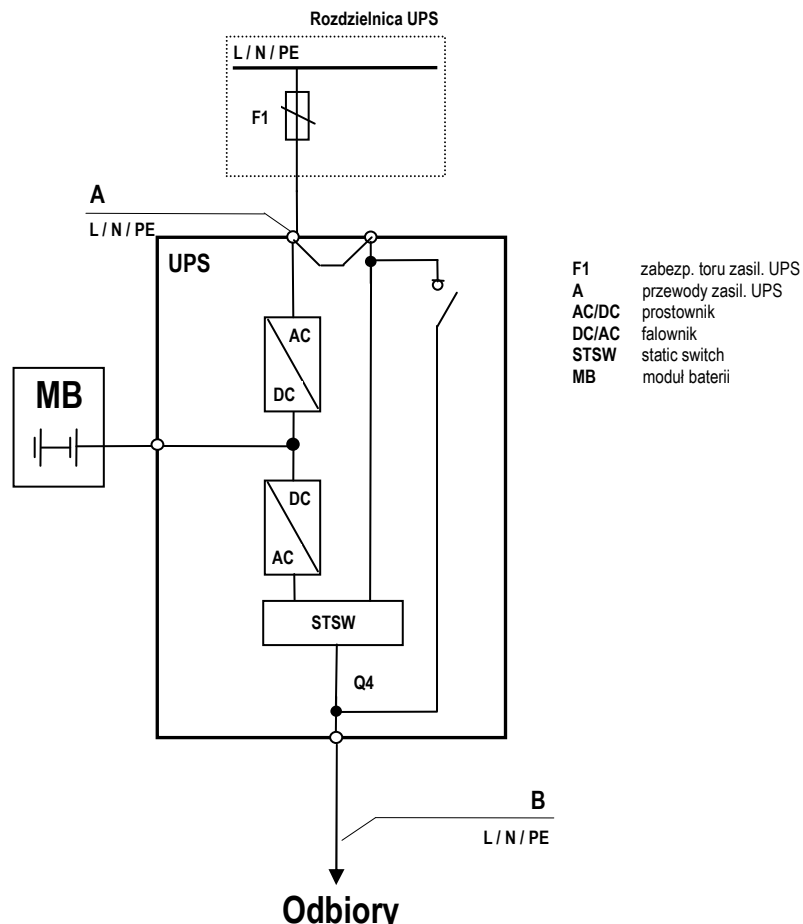 Rozdzielnica UPS
L / N / PE
F1
A
L / N / PE
UPS
F1 zabezp. toru zasil. UPS
A przewody zasil. UPS
AC/DC prostownik
DC/AC falownik
STSW static switch
MB moduł baterii
AC
DC
MB
DC
AC
STSW
Q4
B
L / N / PE
Odbiory